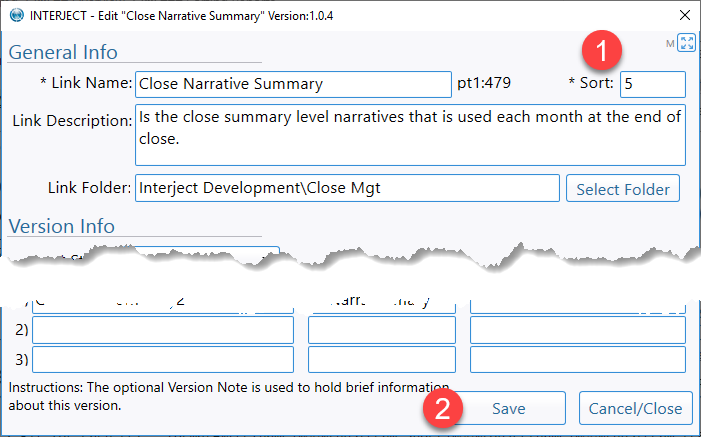 INTERJECT - Edit "Close Narrative Summary" Version:1.0.4
M
General Info
1
* Link Name: Close Narrative Summary pt1:479 * Sort: 5
Link Description: Is the close summary level narratives that is used each month at the end of
close.
Link Folder: Interject Development\Close Mgt Select Folder
Version Info
2)
3)
Instructions: The optional Version Note is used to hold brief information
about this version.
2 Save Cancel/Close